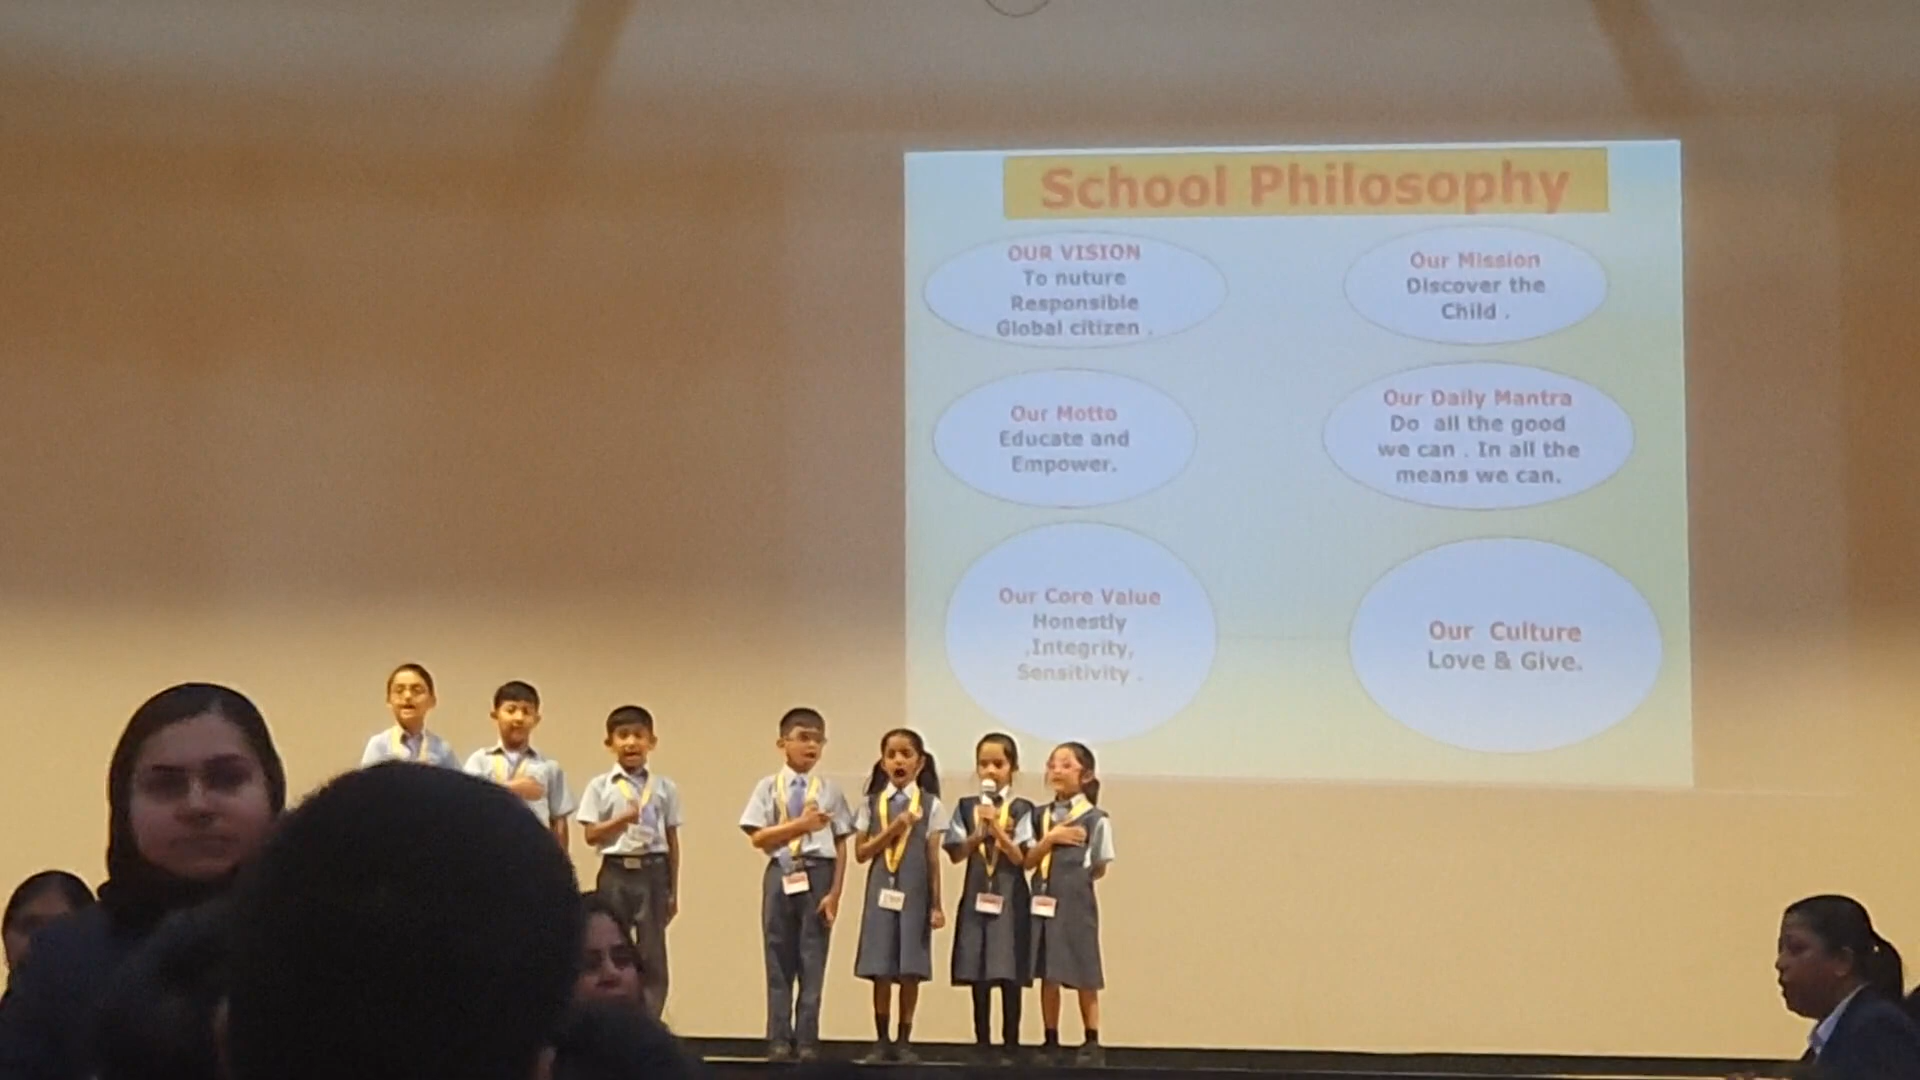 School Philosophy
OUR VISION
To nuture
Responsible
Global citizen .
Our Mission
Discover the
Child .
Our Motto
Educate and
Empower.
Our Daily Mantra
Do all the good
we can . In all the
means we can.
Our Core Value
Honestly
,Integrity,
Sensitivity .
Our Culture
Love & Give.